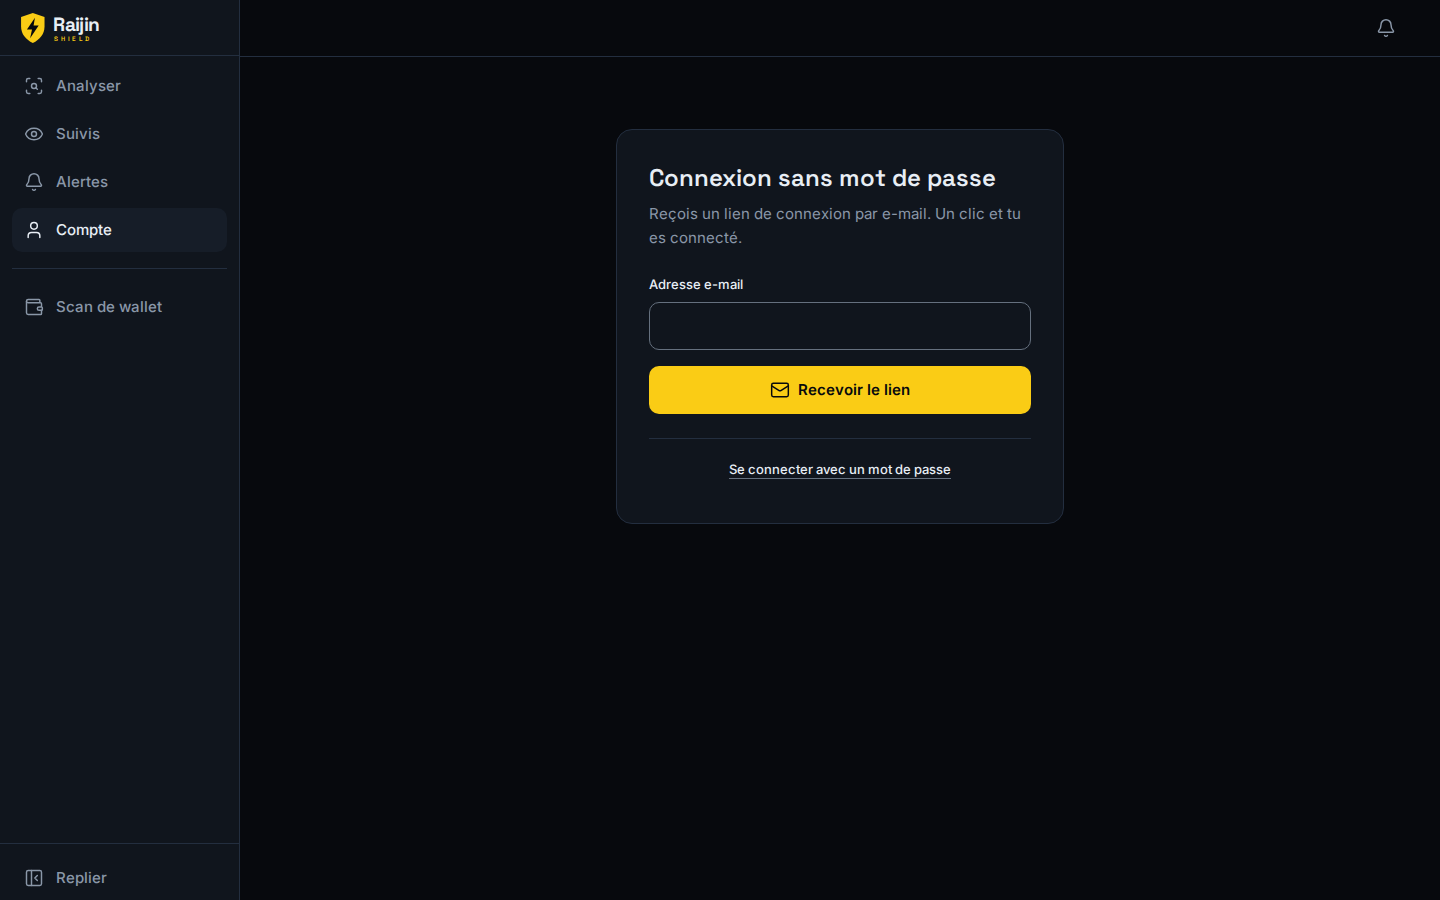 Raijin
SHIELD
Analyser
Suivis
Alertes
Compte
Scan de wallet
Replier
Connexion sans mot de passe
Reçois un lien de connexion par e-mail. Un clic et tu
es connecté.
Adresse e-mail
Recevoir le lien
Se connecter avec un mot de passe